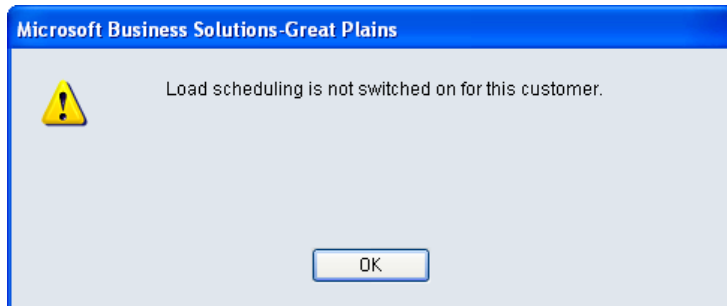 Microsoft Business Solutions-Great Plains
Load scheduling is not switched on for this customer.
OK